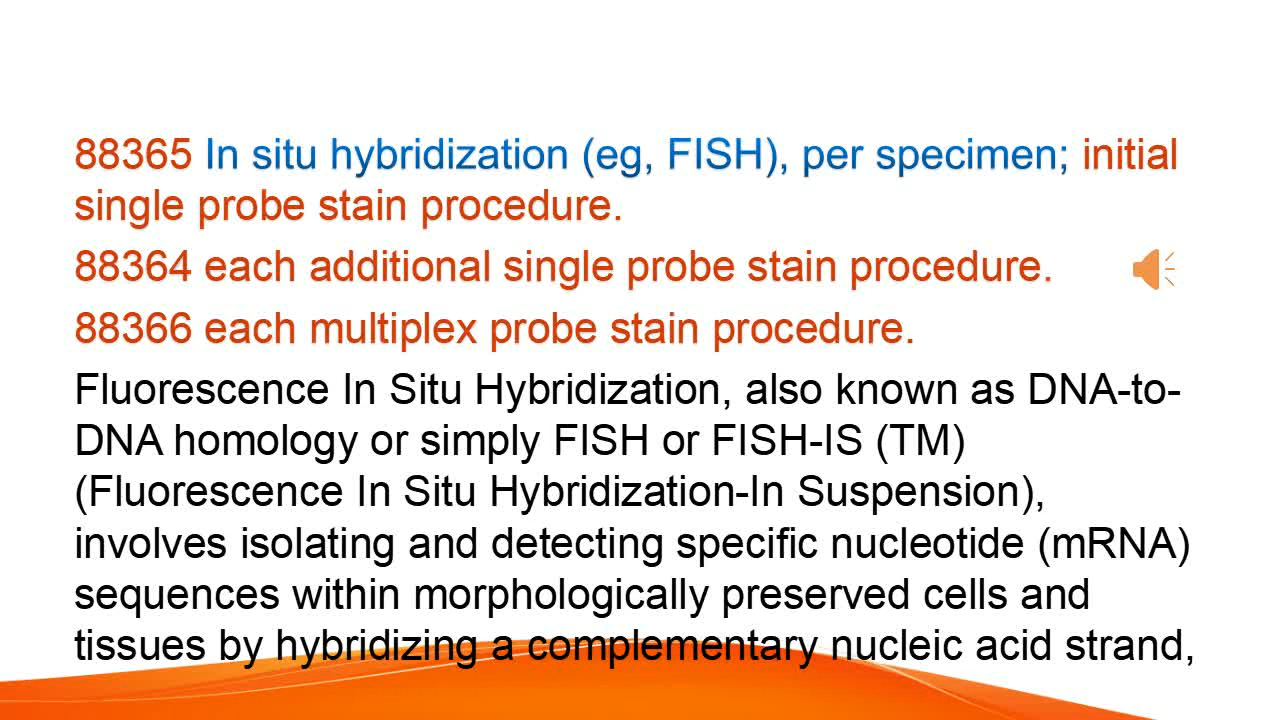 88365 In situ hybridization (eg, FISH), per specimen; initial
single probe stain procedure.
88364 each additional single probe stain procedure.
88366 each multiplex probe stain procedure.
Fluorescence In Situ Hybridization, also known as DNA-to-
DNA homology or simply FISH or FISH-IS (TM)
(Fluorescence In Situ Hybridization-In Suspension),
involves isolating and detecting specific nucleotide (mRNA)
sequences within morphologically preserved cells and
tissues by hybridizing a complementary nucleic acid strand,